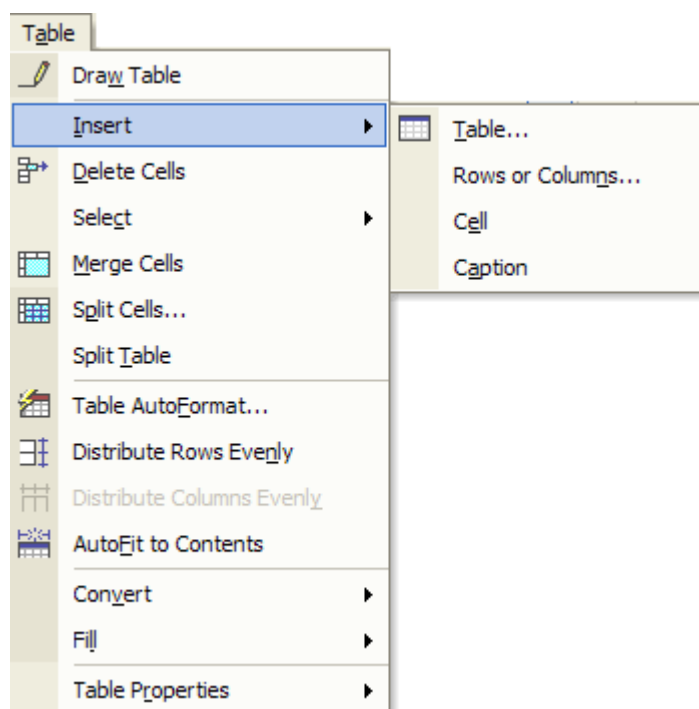 Table
Draw Table
Insert
Table...
Rows or Columns...
Cell
Caption
Delete Cells
Select
Merge Cells
Split Cells...
Split Table
Table AutoFormat...
Distribute Rows Evenly
Distribute Columns Evenly
AutoFit to Contents
Convert
Fill
Table Properties